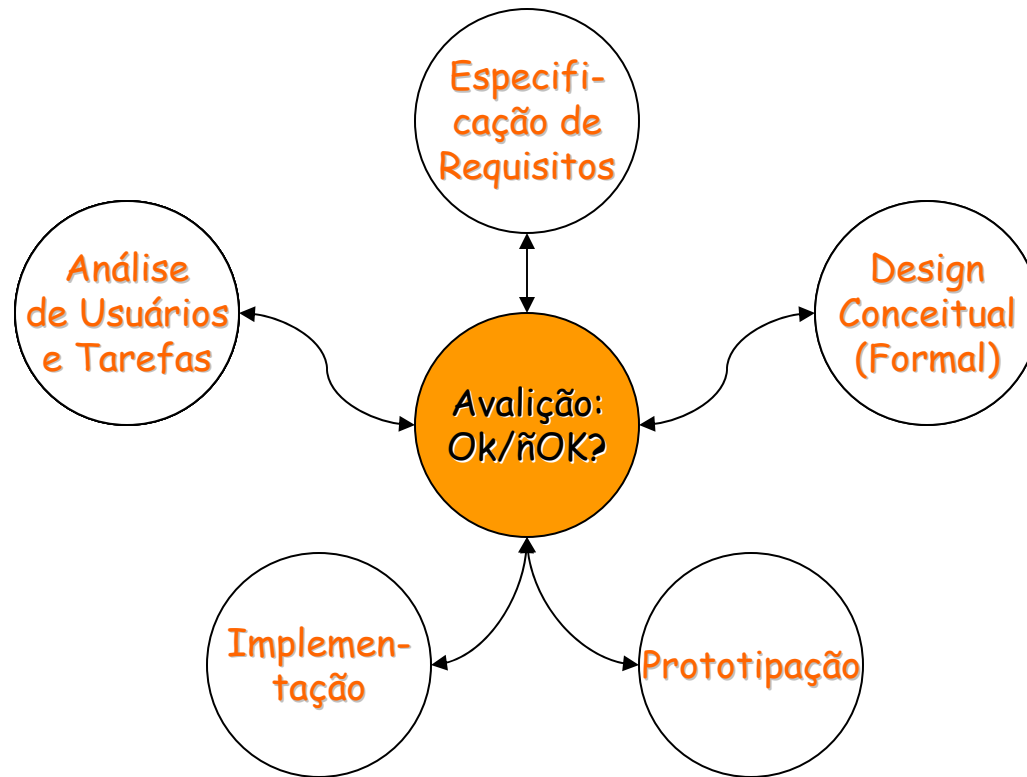 Especifi-
cação de
Requisitos
Análise
de Usuários
e Tarefas
Design
Conceitual
(Formal)
Avalição:
Ok/ñOK?
Implemen-
tação
Prototipação